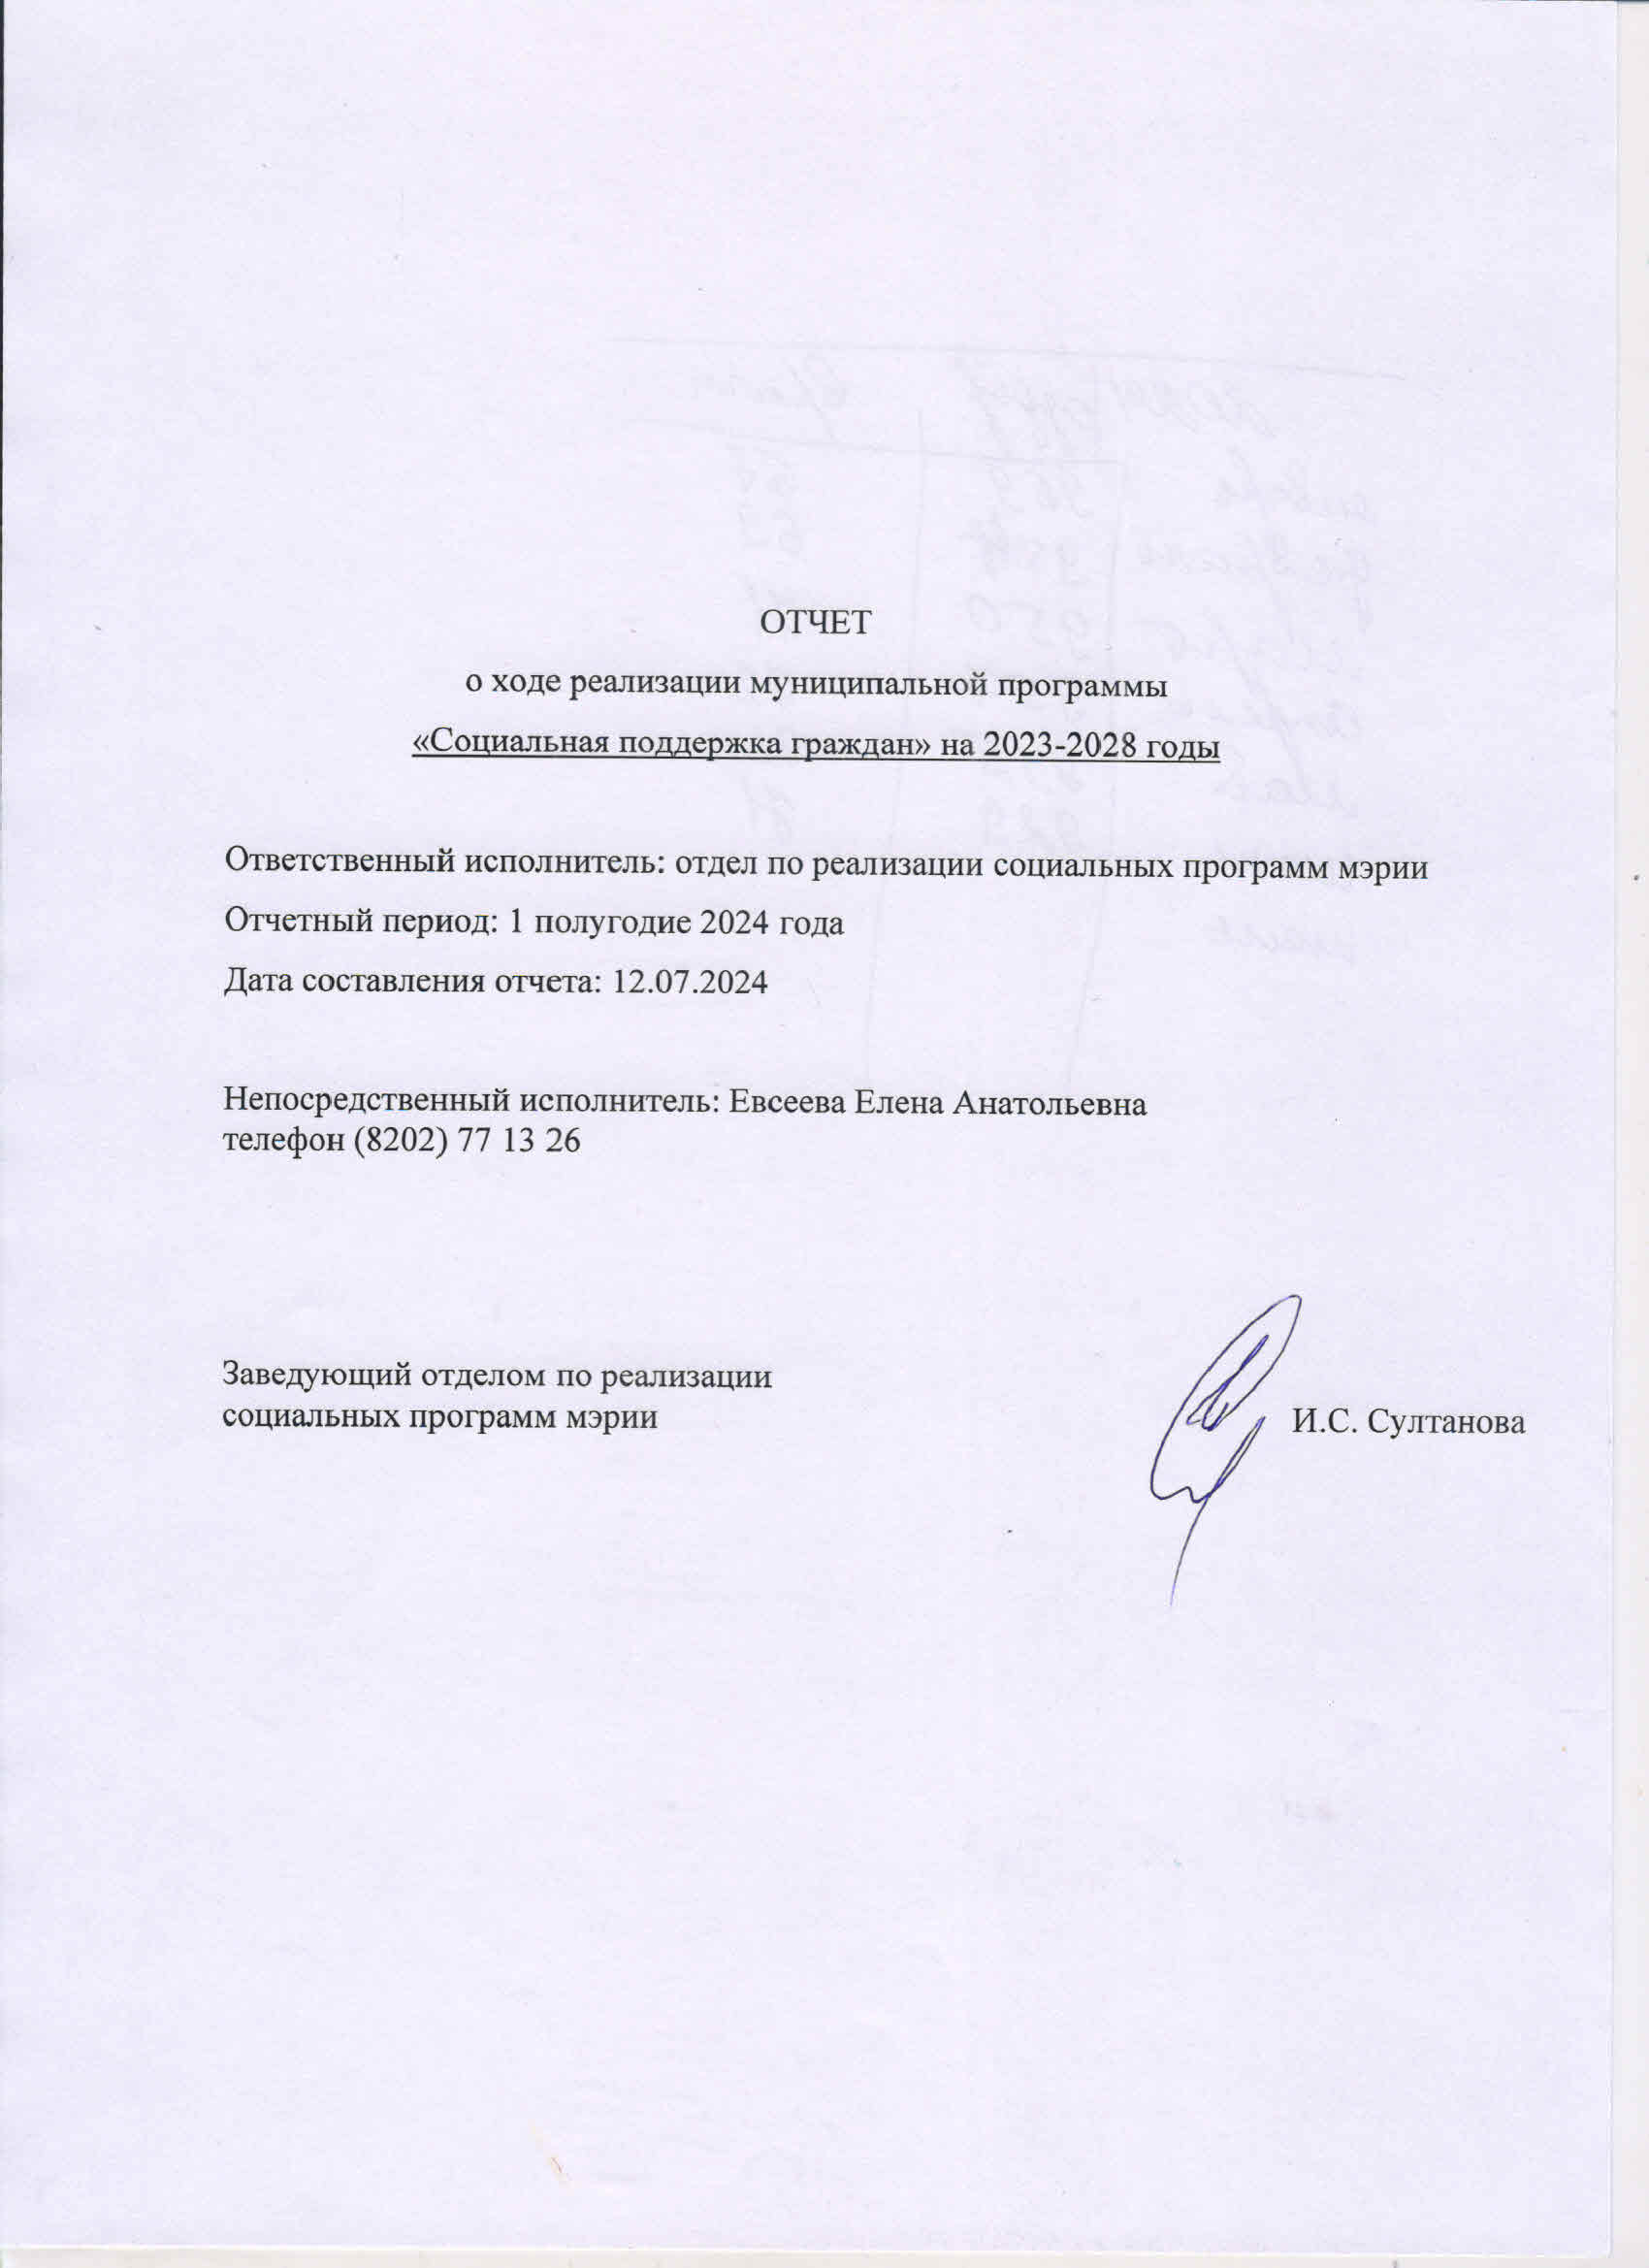 ОТЧЕТ
о ходе реализации муниципальной программы
«Социальная поддержка граждан» на 2023-2028 годы
Ответственный исполнитель: отдел по реализации социальных программ мэрии
Отчетный период: 1 полугодие 2024 года
Дата составления отчета: 12.07.2024
Непосредственный исполнитель: Евсеева Елена Анатольевна
телефон (8202) 77 13 26
Заведующий отделом по реализации
социальных программ мэрии
И.С. Султанова